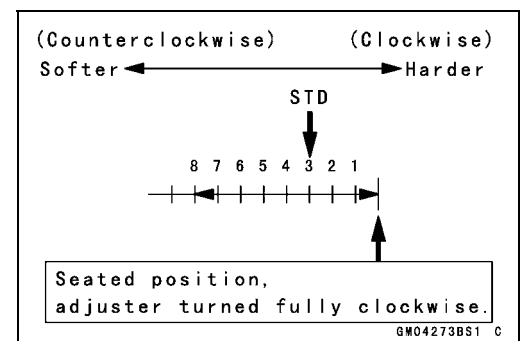 (Counterclockwise) (Clockwise)
Softer Harder
STD
8 7 6 5 4 3 2 1
Seated position,
adjuster turned fully clockwise.
GM04273BS1 C